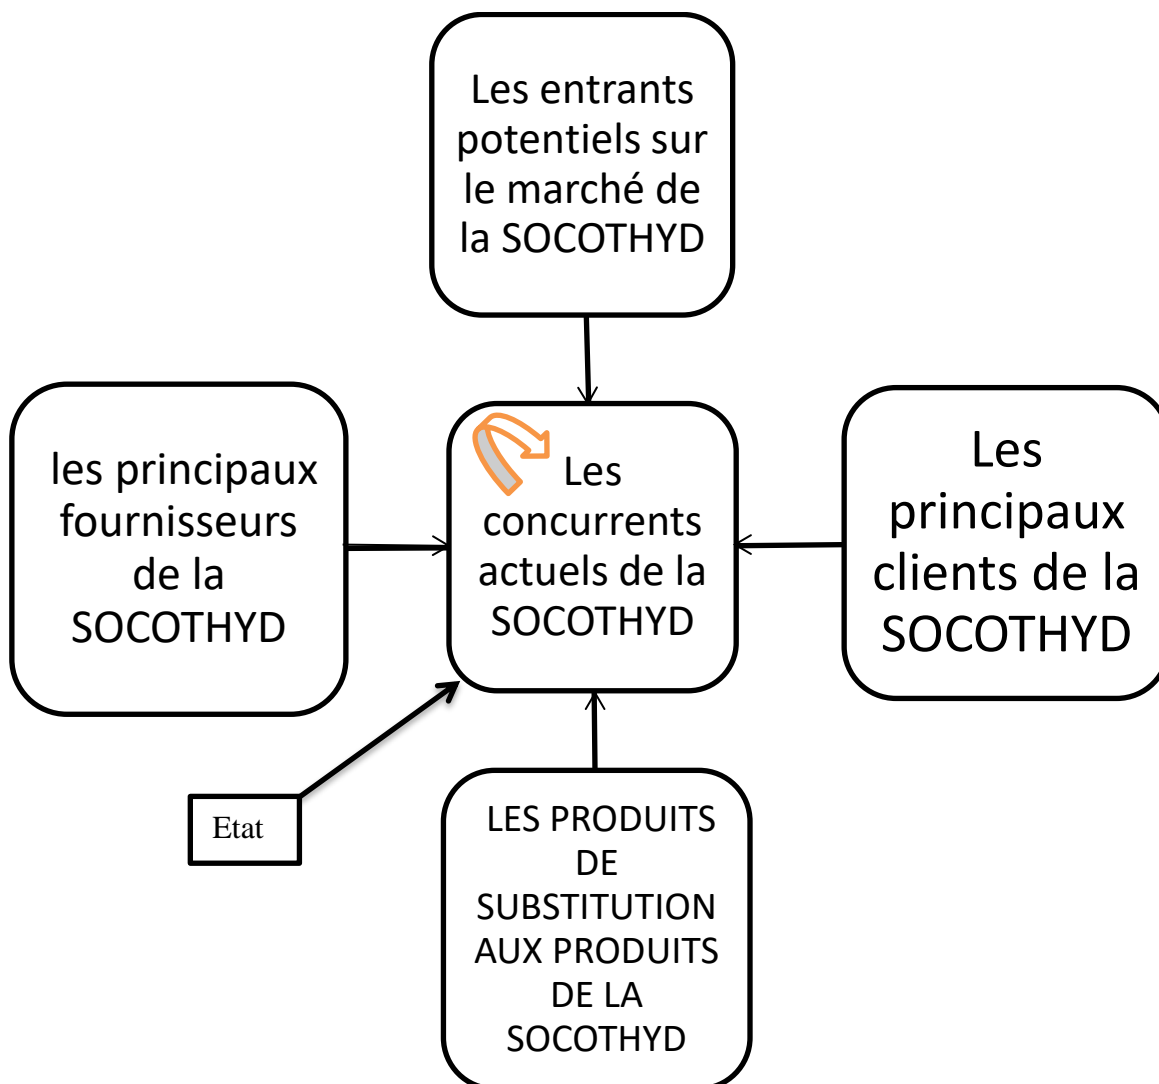 Les entrants
potentiels sur
le marché de
la SOCOTHYD
les principaux
fournisseurs
de la
SOCOTHYD
Les
concurrents
actuels de la
SOCOTHYD
Les
principaux
clients de la
SOCOTHYD
Etat
LES PRODUITS
DE
SUBSTITUTION
AUX PRODUITS
DE LA
SOCOTHYD